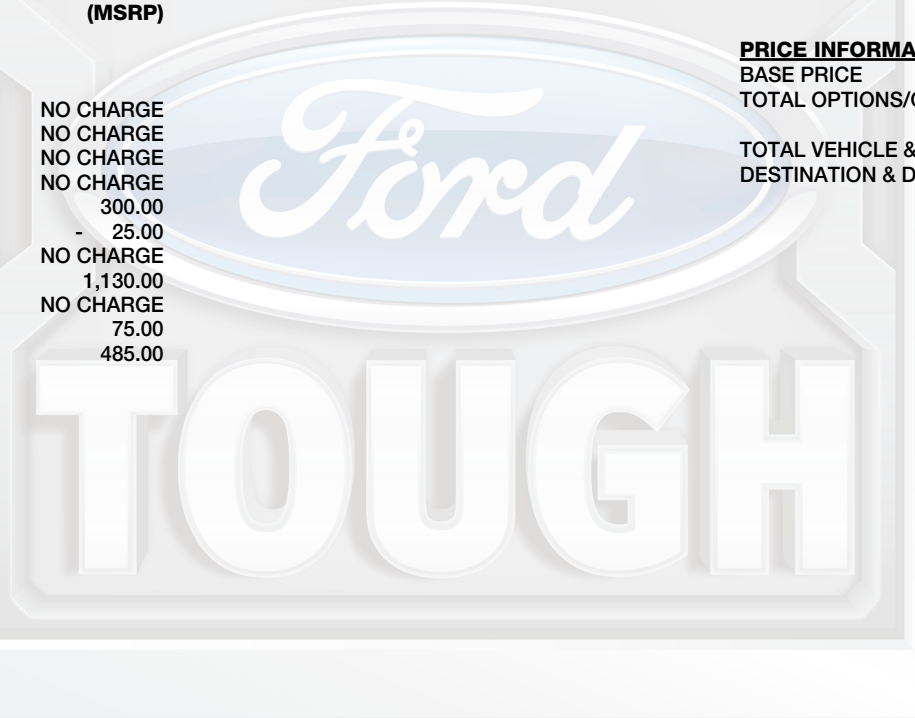 (MSRP)
NO CHARGE
NO CHARGE
NO CHARGE
NO CHARGE
300.00
- 25.00
NO CHARGE
1,130.00
NO CHARGE
75.00
485.00
PRICE INFORMA
BASE PRICE
TOTAL OPTIONS/
TOTAL VEHICLE &
DESTINATION & D
Ford
TOUGH